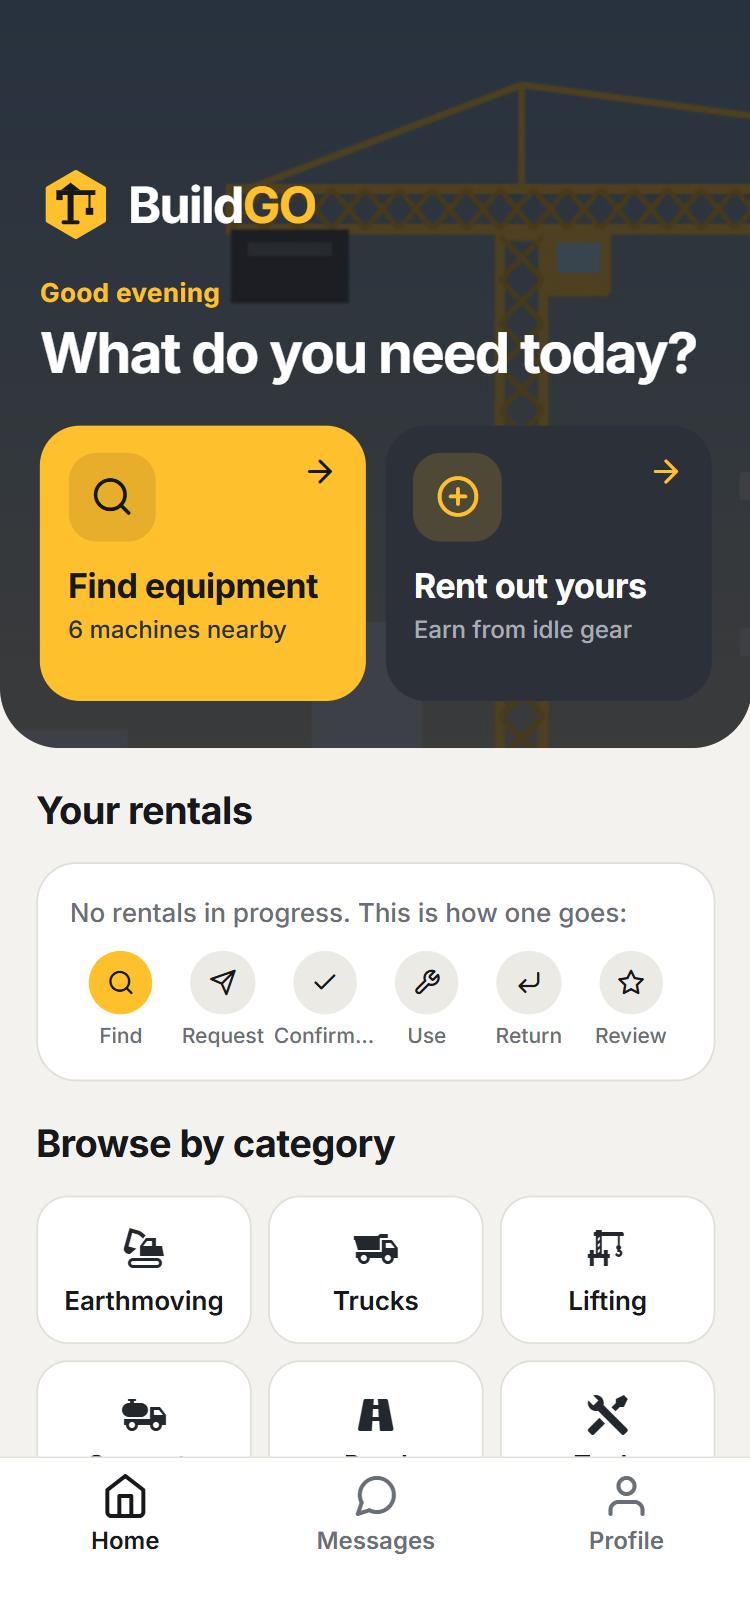 BuildGO
Good evening
What do you need today?
Find equipment
6 machines nearby
Rent out yours
Earn from idle gear
Your rentals
No rentals in progress. This is how one goes:
Find
Request
Confirm...
Use
Return
Review
Browse by category
Earthmoving
Trucks
Lifting
Home
Messages
Profile